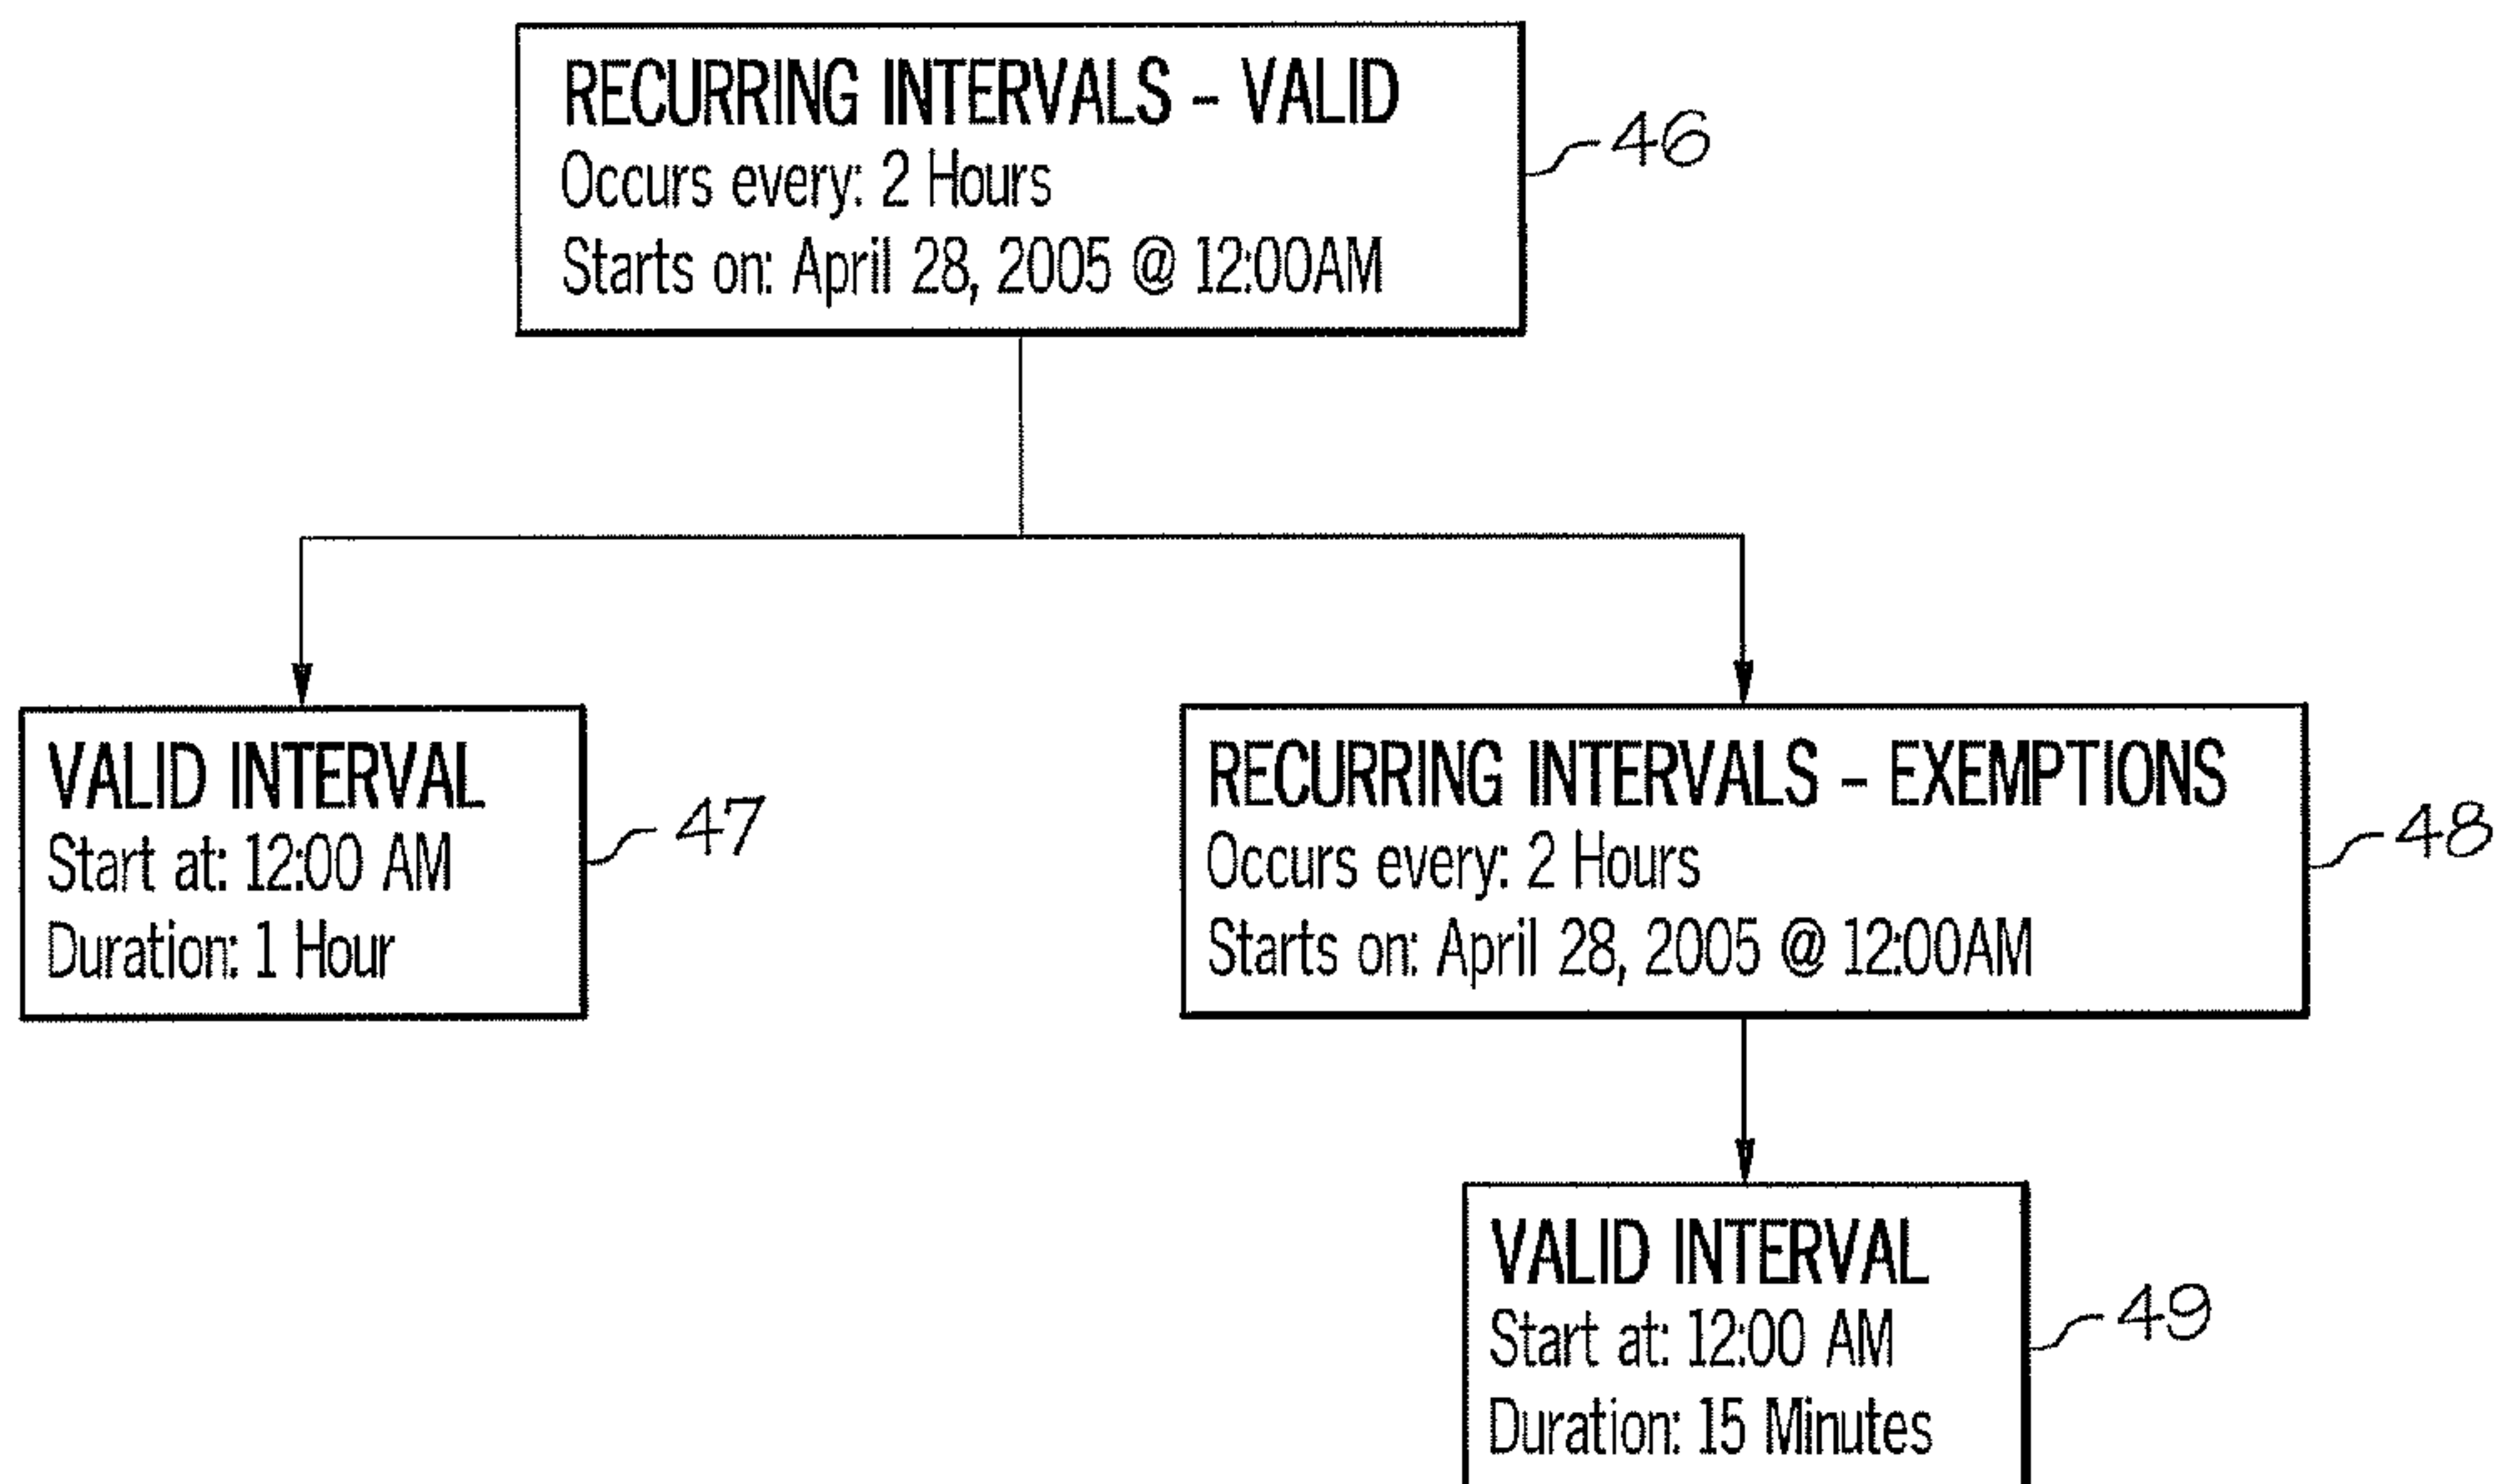 RECURRING INTERVALS - VALID
Occurs every: 2 Hours
Starts on: April 28, 2005 @ 12:00AM
46
VALID INTERVAL
Start at: 12:00 AM
Duration: 1 Hour
47
RECURRING INTERVALS - EXEMPTIONS
Occurs every: 2 Hours
Starts on: April 28, 2005 @ 12:00AM
48
VALID INTERVAL
Start at: 12:00 AM
Duration: 15 Minutes
49